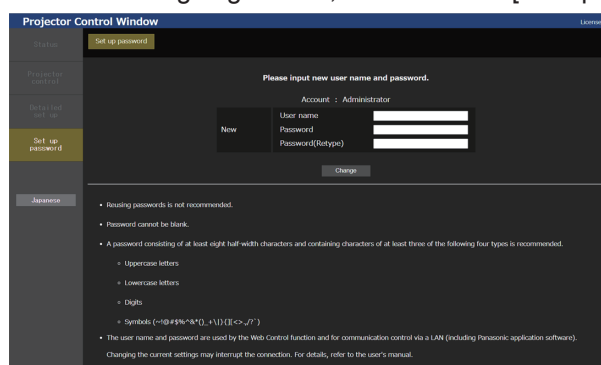 Projector Control Window
License
Status
Set up password
Projector
control
Please input new user name and password.
Detailed
set up
Account : Administrator
User name
New
Password
Password(Retype)
Set up
password
Change
Japanese
• Reusing passwords is not recommended.
• Password cannot be blank.
• A password consisting of at least eight half-width characters and containing characters of at least three of the following four types is recommended.
◦ Uppercase letters
◦ Lowercase letters
◦ Digits
◦ Symbols (~!@#$%^&*()_+\|}{][<>.,/?`)
• The user name and password are used by the Web Control function and for communication control via a LAN (including Panasonic application software).
Changing the current settings may interrupt the connection. For details, refer to the user's manual.